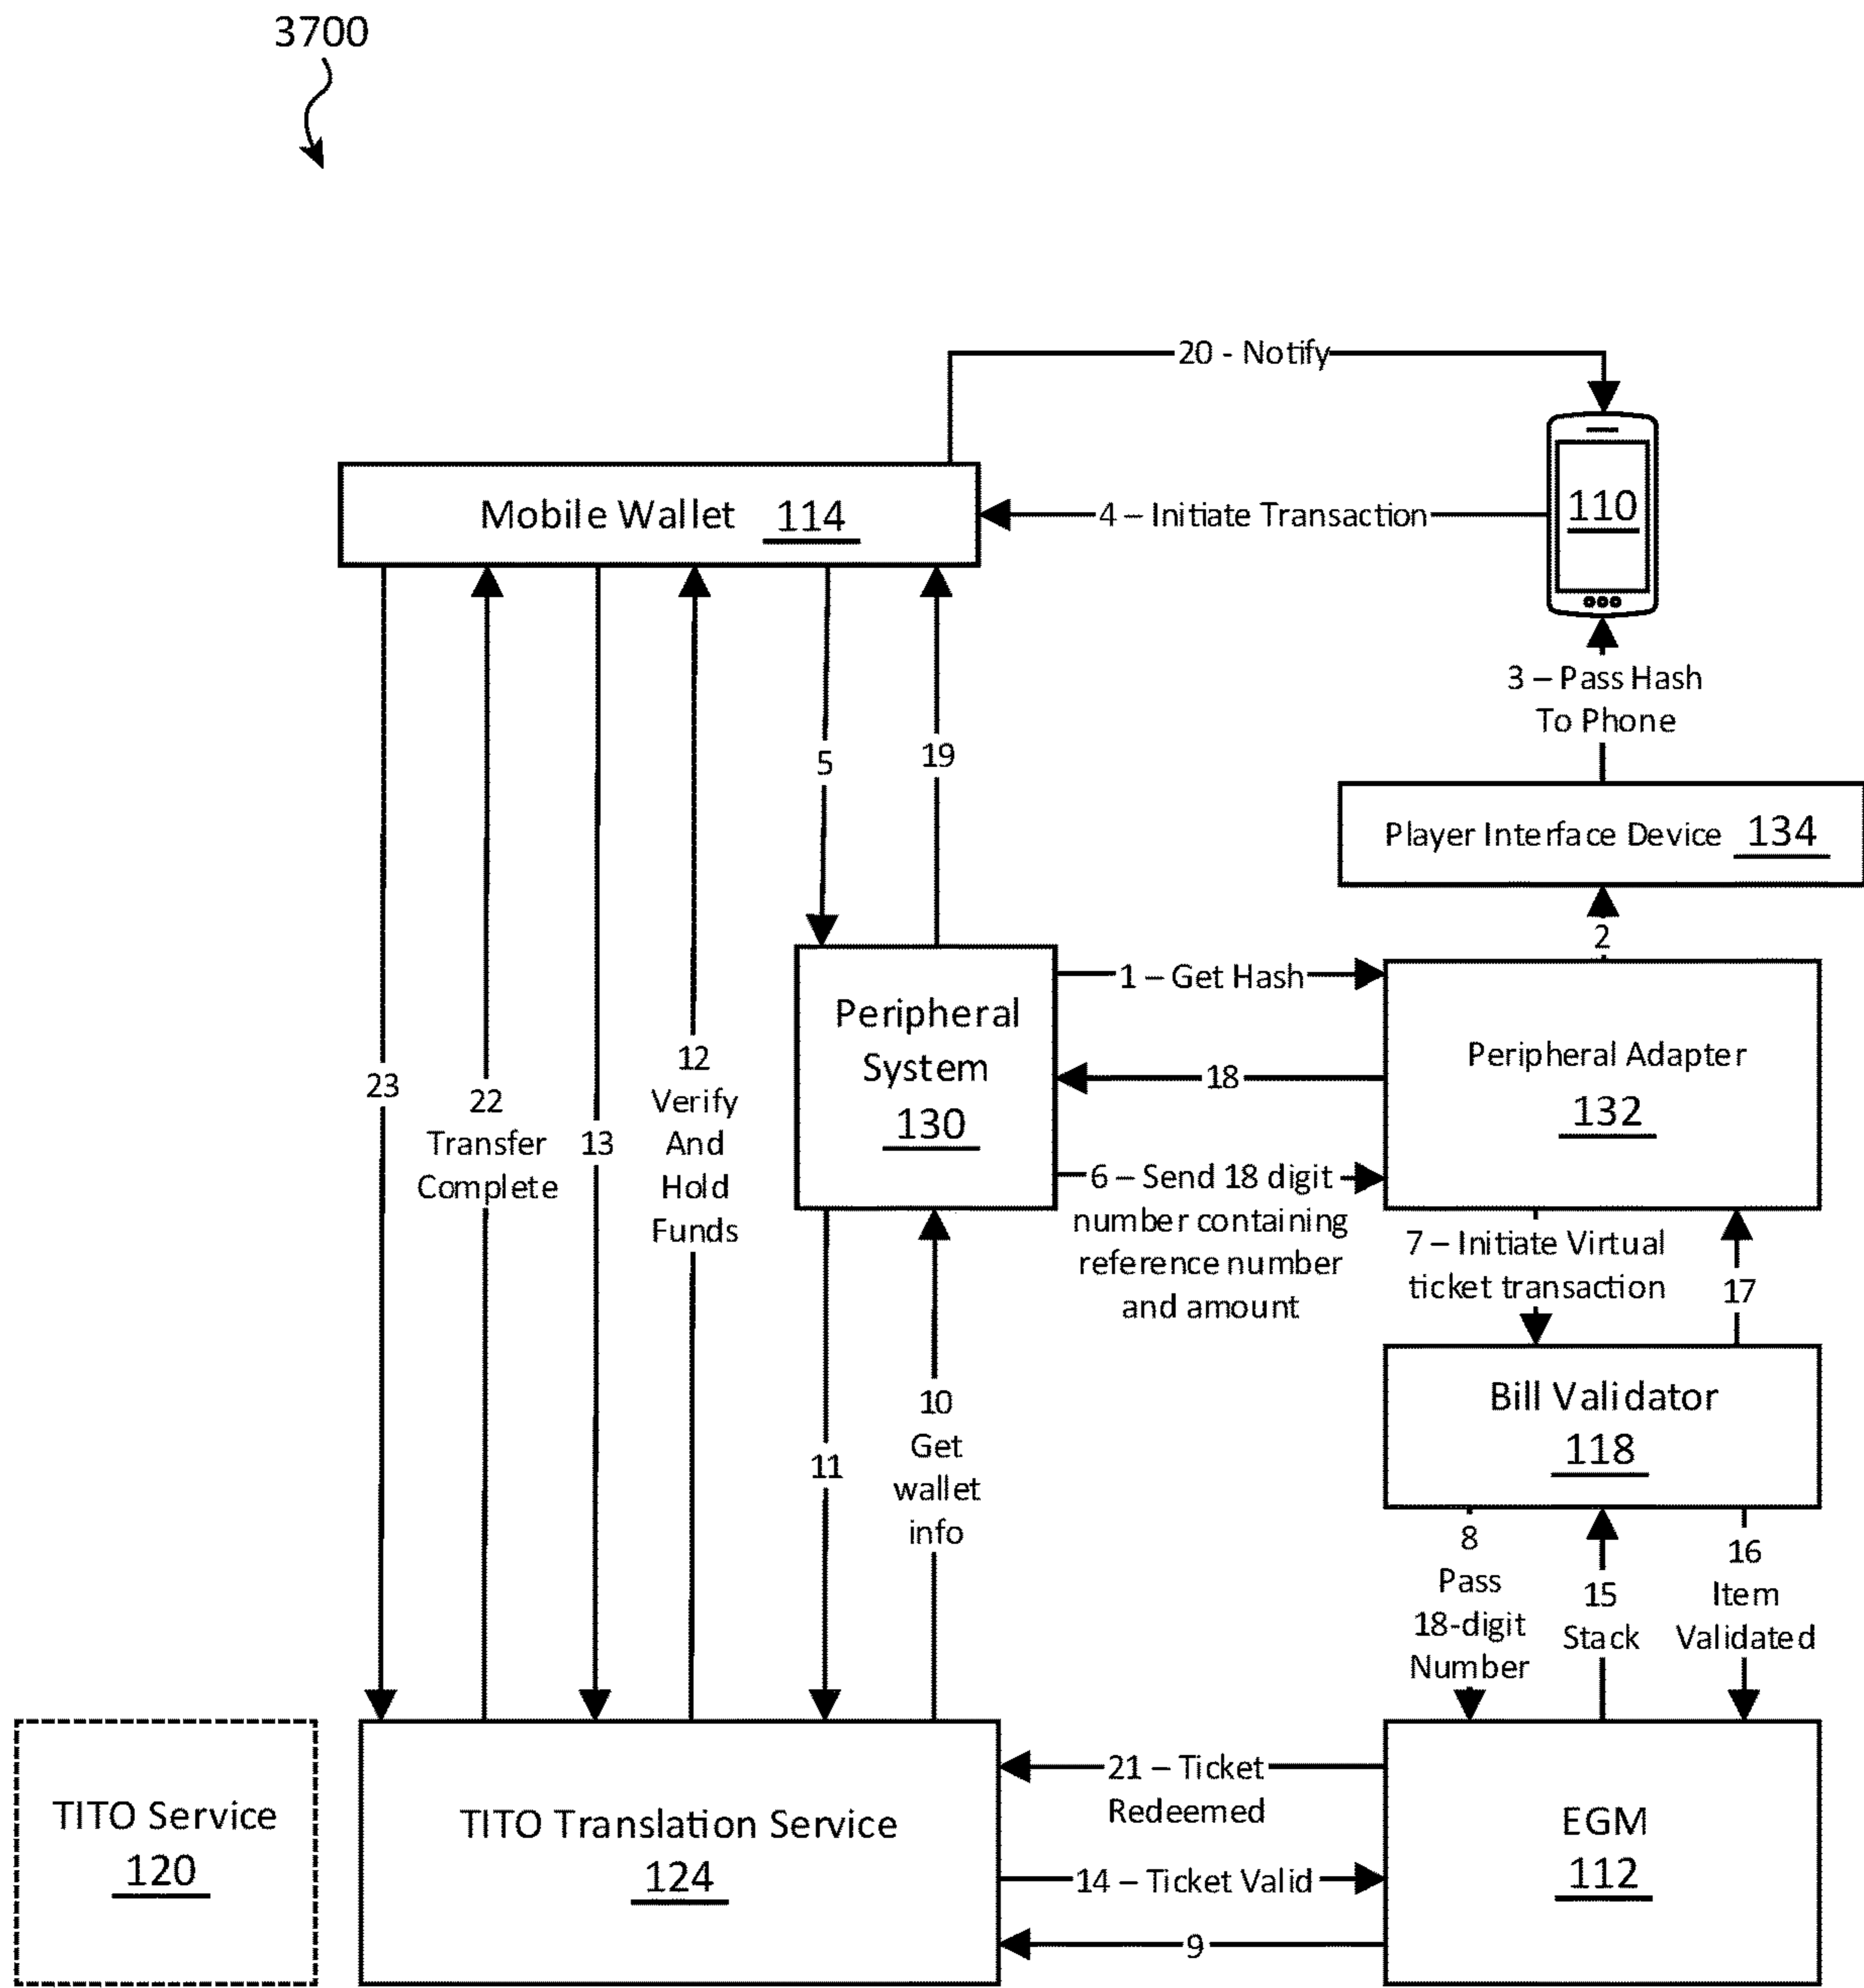 3700
20 - Notify
Mobile Wallet 114
4 – Initiate Transaction
110
3 – Pass Hash
To Phone
5
19
Player Interface Device 134
2
1 – Get Hash
Peripheral
System
130
Peripheral Adapter
132
18
6 – Send 18 digit
number containing
reference number
and amount
23
22
Transfer
Complete
13
12
Verify
And
Hold
Funds
7 – Initiate Virtual
ticket transaction
17
Bill Validator
118
11
10
Get
wallet
info
8
Pass
18-digit
Number
15
Stack
16
Item
Validated
TITO Service
120
TITO Translation Service
124
21 – Ticket
Redeemed
14 – Ticket Valid
9
EGM
112